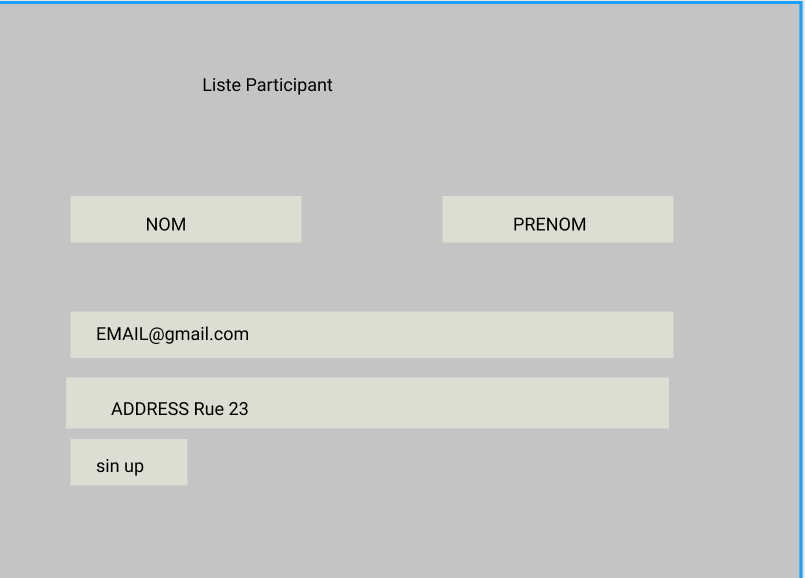 Liste Participant
NOM
PRENOM
EMAIL@gmail.com
ADDRESS Rue 23
sin up